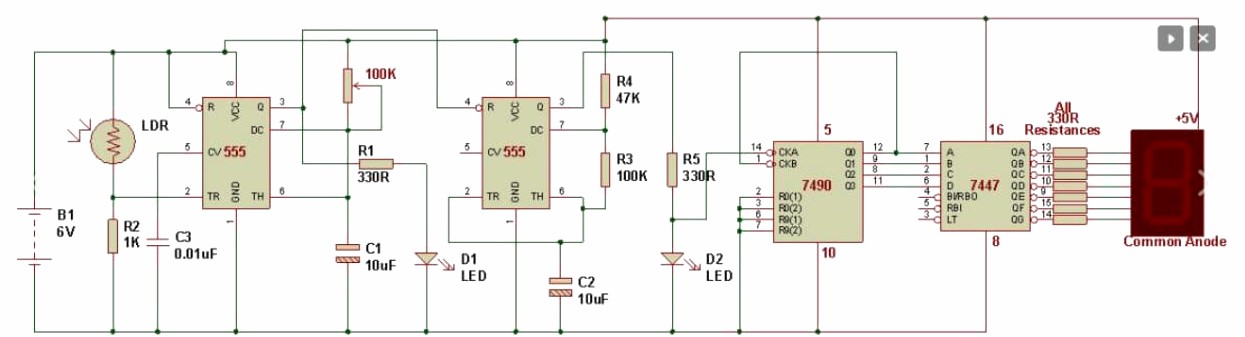 B1
6V
LDR
R2
1K
C3
0.01uF
555
R
VCC
Q
DC
CV
TR
GND
TH
4
8
3
7
5
2
6
1
100K
R1
330R
C1
10uF
D1
LED
555
R
VCC
Q
DC
CV
TR
GND
TH
4
8
3
7
5
2
6
1
R4
47K
R3
100K
C2
10uF
R5
330R
D2
LED
5
7490
14 CKA
1 CKB
2 R0(1)
3 R0(2)
6 R9(1)
7 R9(2)
Q0 12
Q1 9
Q2 8
Q3 11
10
16
7447
7 A
1 B
2 C
6 D
4 BI/RBO
5 RBI
3 LT
QA 13
QB 12
QC 11
QD 10
QE 9
QF 15
QG 14
8
All
330R
Resistances
+5V
Common Anode